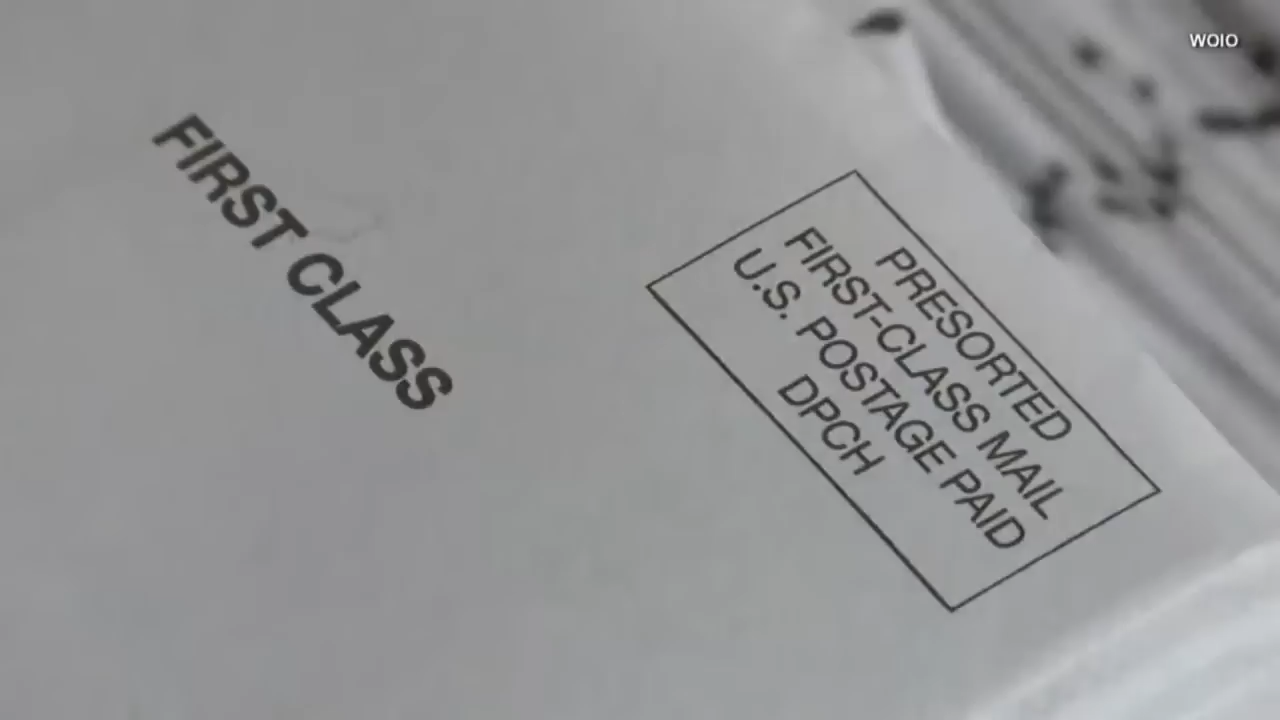 WOIO
FIRST CLASS
PRESORTED
FIRST-CLASS MAIL
U.S. POSTAGE PAID
DPCH